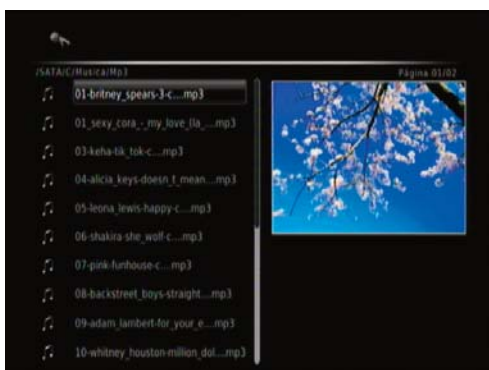 /SATA/C/Musica/Mp3
Página 01/02
01-britney_spears-3-c....mp3
01_sexy_cora_-_my_love_(la_....mp3
03-keha-tik_tok-c....mp3
04-alicia_keys-doesn_t_mean....mp3
05-leona_lewis-happy-c....mp3
06-shakira-she_wolf-c....mp3
07-pink-funhouse-c....mp3
08-backstreet_boys-straight....mp3
09-adam_lambert-for_your_e....mp3
10-whitney_houston-million_dol....mp3